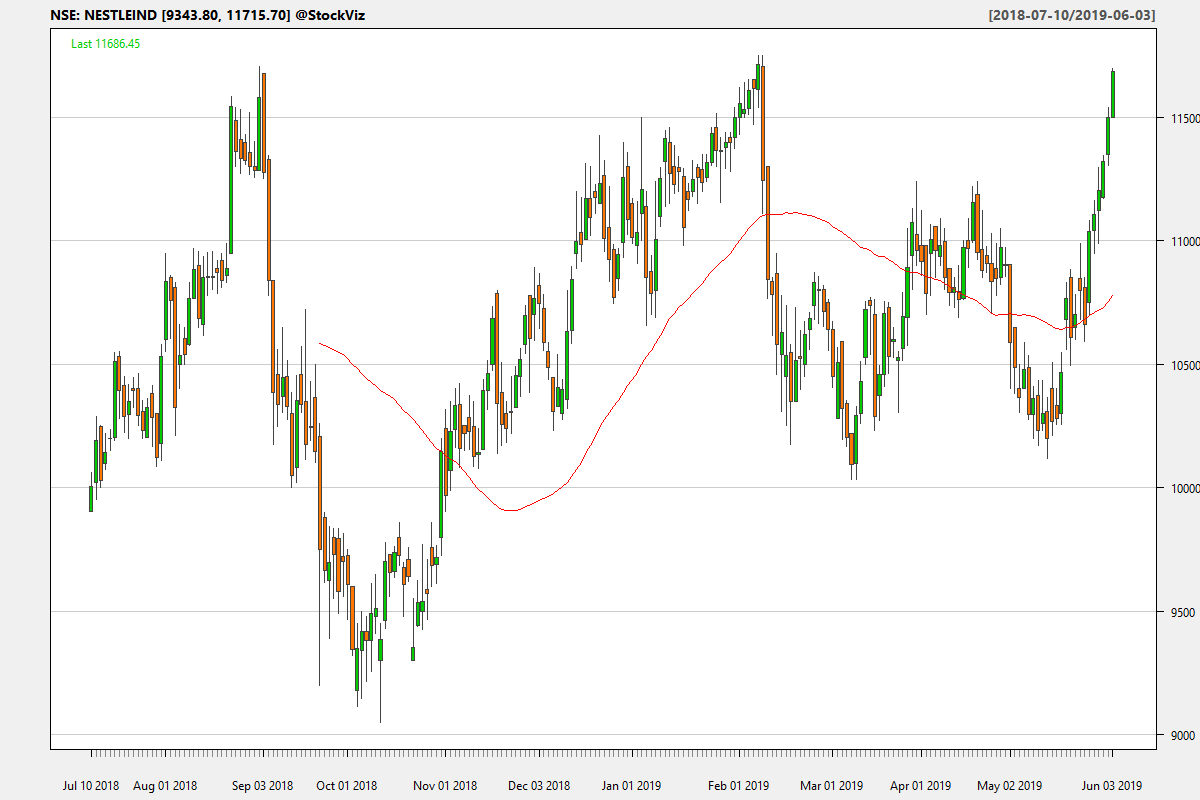 NSE: NESTLEIND [9343.80, 11715.70] @StockViz [2018-07-10/2019-06-03]
Last 11686.45
11500
11000
10500
10000
9500
9000
Jul 10 2018 Aug 01 2018 Sep 03 2018 Oct 01 2018 Nov 01 2018 Dec 03 2018 Jan 01 2019 Feb 01 2019 Mar 01 2019 Apr 01 2019 May 02 2019 Jun 03 2019